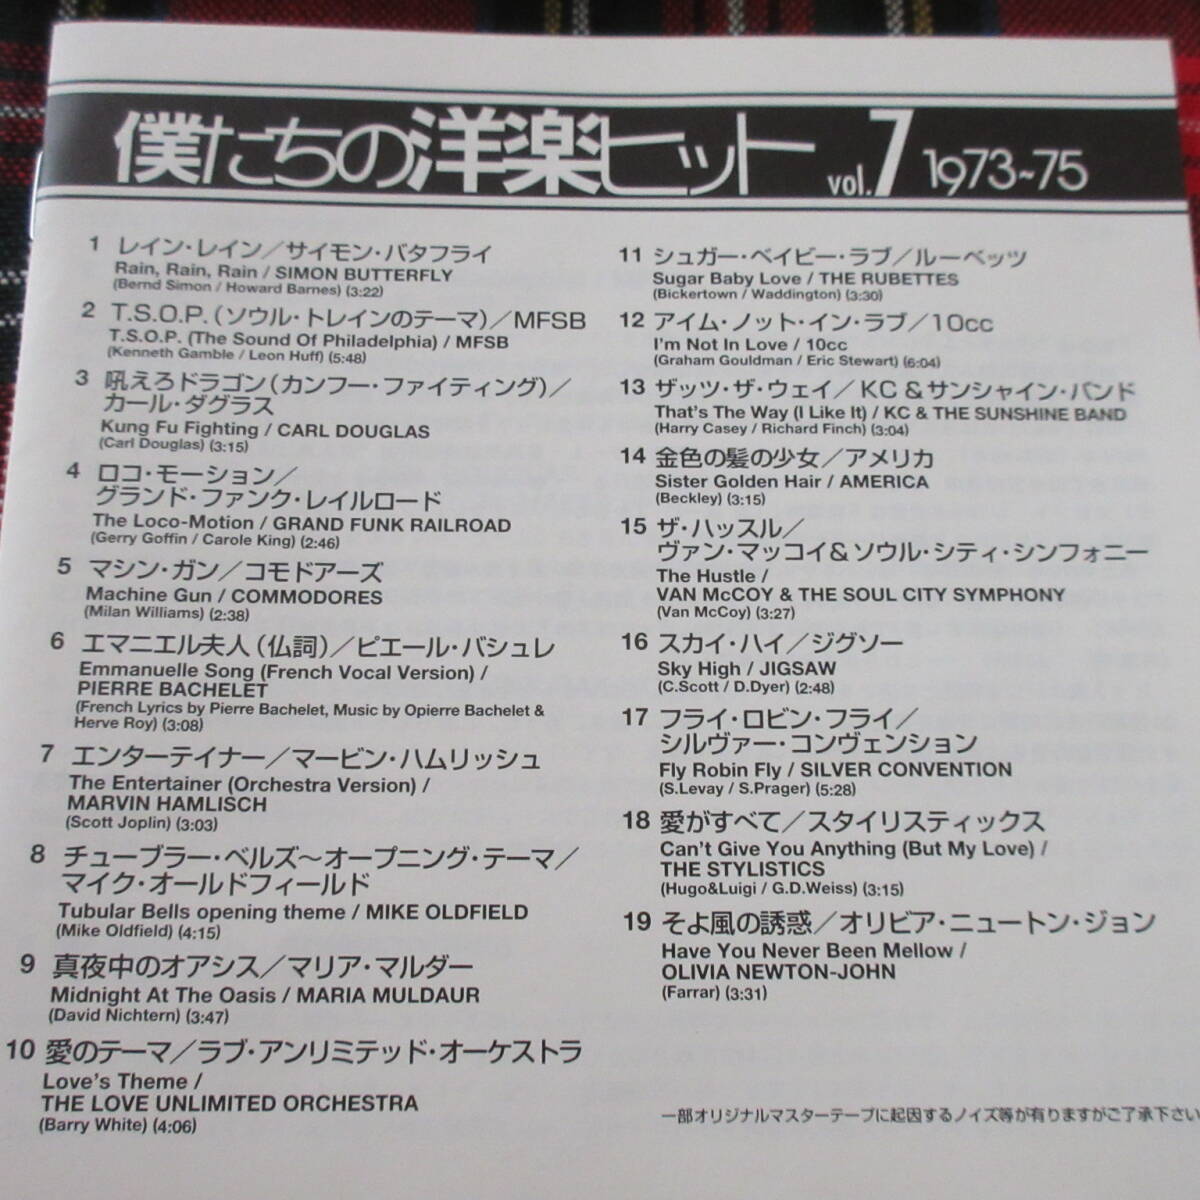 僕たちの洋楽ヒット vol.7 1973~75
1 レイン・レイン／サイモン・バタフライ
Rain, Rain, Rain / SIMON BUTTERFLY
(Bernd Simon / Howard Barnes) (3:22)
2 T.S.O.P.（ソウル・トレインのテーマ）／MFSB
T.S.O.P. (The Sound Of Philadelphia) / MFSB
(Kenneth Gamble / Leon Huff) (5:48)
3 吼えろドラゴン（カンフー・ファイティング）／
カール・ダグラス
Kung Fu Fighting / CARL DOUGLAS
(Carl Douglas) (3:15)
4 ロコ・モーション／
グランド・ファンク・レイルロード
The Loco-Motion / GRAND FUNK RAILROAD
(Gerry Goffin / Carole King) (2:46)
5 マシン・ガン／コモドアーズ
Machine Gun / COMMODORES
(Milan Williams) (2:38)
6 エマニエル夫人（仏詞）／ピエール・バシュレ
Emmanuelle Song (French Vocal Version) /
PIERRE BACHELET
(French Lyrics by Pierre Bachelet, Music by Opierre Bachelet &
Herve Roy) (3:08)
7 エンターテイナー／マービン・ハムリッシュ
The Entertainer (Orchestra Version) /
MARVIN HAMLISCH
(Scott Joplin) (3:03)
8 チューブラー・ベルズ〜オープニング・テーマ／
マイク・オールドフィールド
Tubular Bells opening theme / MIKE OLDFIELD
(Mike Oldfield) (4:15)
9 真夜中のオアシス／マリア・マルダー
Midnight At The Oasis / MARIA MULDAUR
(David Nichtern) (3:47)
10 愛のテーマ／ラブ・アンリミテッド・オーケストラ
Love's Theme /
THE LOVE UNLIMITED ORCHESTRA
(Barry White) (4:06)
11 シュガー・ベイビー・ラブ／ルーベッツ
Sugar Baby Love / THE RUBETTES
(Bickertown / Waddington) (3:30)
12 アイム・ノット・イン・ラブ／10cc
I'm Not In Love / 10cc
(Graham Gouldman / Eric Stewart) (6:04)
13 ザッツ・ザ・ウェイ／KC＆サンシャイン・バンド
That's The Way (I Like It) / KC & THE SUNSHINE BAND
(Harry Casey / Richard Finch) (3:04)
14 金色の髪の少女／アメリカ
Sister Golden Hair / AMERICA
(Beckley) (3:15)
15 ザ・ハッスル／
ヴァン・マッコイ＆ソウル・シティ・シンフォニー
The Hustle /
VAN McCOY & THE SOUL CITY SYMPHONY
(Van McCoy) (3:27)
16 スカイ・ハイ／ジグソー
Sky High / JIGSAW
(C.Scott / D.Dyer) (2:48)
17 フライ・ロビン・フライ／
シルヴァー・コンヴェンション
Fly Robin Fly / SILVER CONVENTION
(S.Levay / S.Prager) (5:28)
18 愛がすべて／スタイリスティックス
Can't Give You Anything (But My Love) /
THE STYLISTICS
(Hugo&Luigi / G.D.Weiss) (3:15)
19 そよ風の誘惑／オリビア・ニュートン・ジョン
Have You Never Been Mellow /
OLIVIA NEWTON-JOHN
(Farrar) (3:31)
一部オリジナルマスターテープに起因するノイズ等が有りますがご了承下さい